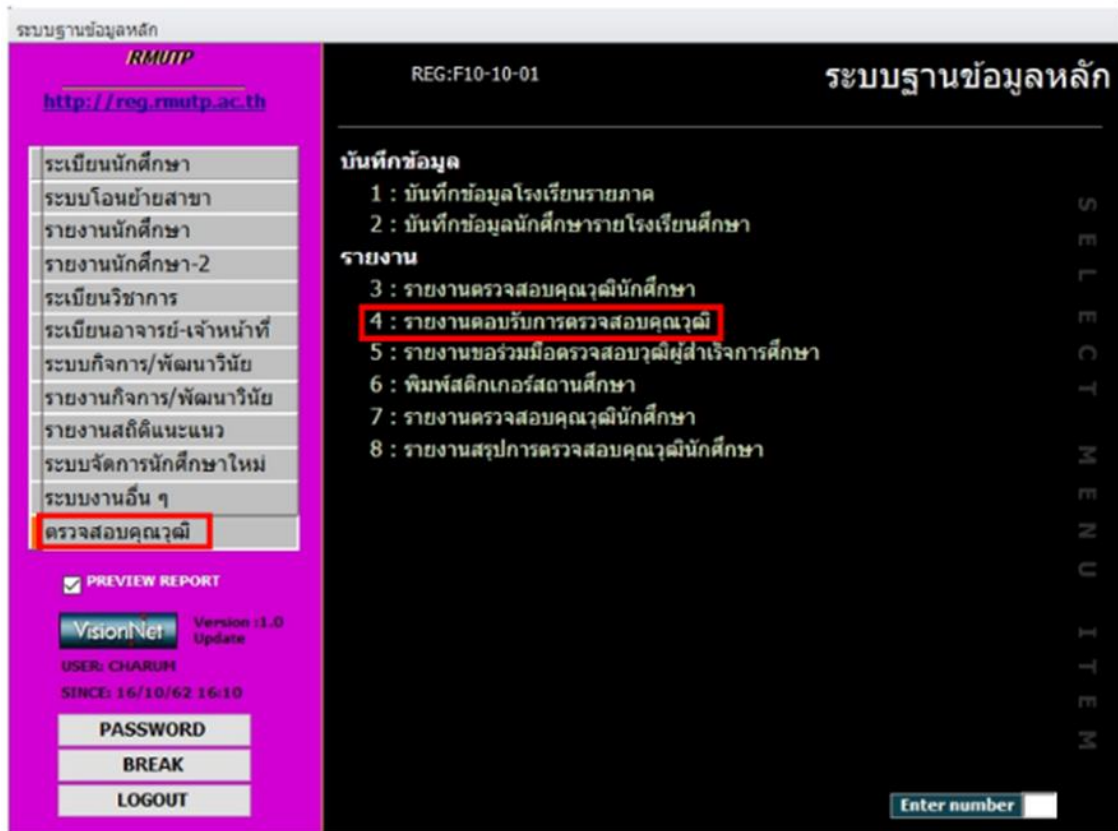 ระบบฐานข้อมูลหลัก
RMUTP
http://reg.rmutp.ac.th
ระเบียนนักศึกษา
ระบบโอนย้ายสาขา
รายงานนักศึกษา
รายงานนักศึกษา-2
ระเบียนวิชาการ
ระเบียนอาจารย์-เจ้าหน้าที่
ระบบกิจการ/พัฒนาวินัย
รายงานกิจการ/พัฒนาวินัย
รายงานสถิติแนะแนว
ระบบจัดการนักศึกษาใหม่
ระบบงานอื่น ๆ
ตรวจสอบคุณวุฒิ
PREVIEW REPORT
VisionNet
Version :1.0
Update
USER: CHARUM
SINCE: 16/10/62 16:10
PASSWORD
BREAK
LOGOUT
REG:F10-10-01
ระบบฐานข้อมูลหลัก
บันทึกข้อมูล
1 : บันทึกข้อมูลโรงเรียนรายภาค
2 : บันทึกข้อมูลนักศึกษารายโรงเรียนศึกษา
รายงาน
3 : รายงานตรวจสอบคุณวุฒินักศึกษา
4 : รายงานตอบรับการตรวจสอบคุณวุฒิ
5 : รายงานขอร่วมมือตรวจสอบวุฒิผู้สำเร็จการศึกษา
6 : พิมพ์สติกเกอร์สถานศึกษา
7 : รายงานตรวจสอบคุณวุฒินักศึกษา
8 : รายงานสรุปการตรวจสอบคุณวุฒินักศึกษา
SELECT MENU ITEM
Enter number